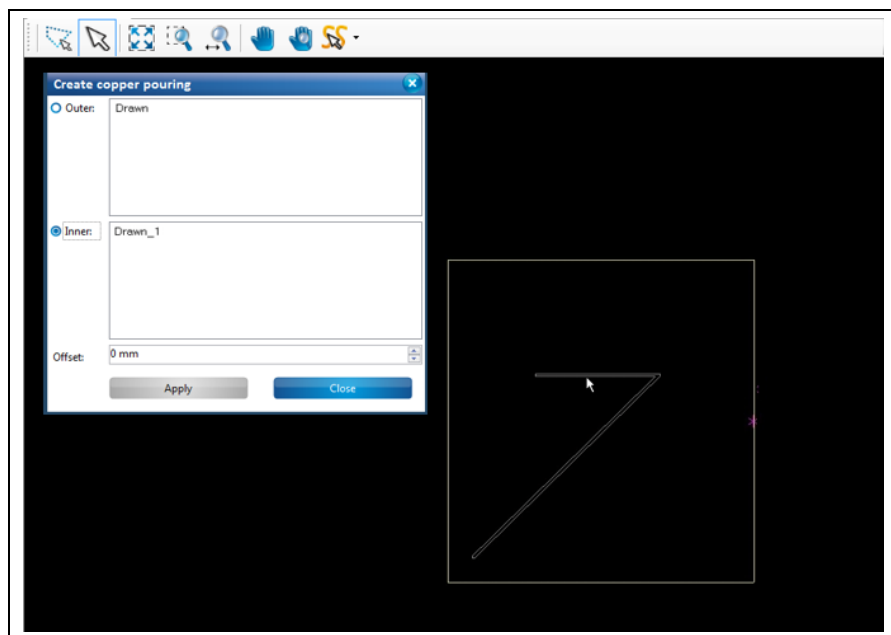 Create copper pouring
Outer:
Drawn
Inner:
Drawn_1
Offset:
0 mm
Apply
Close